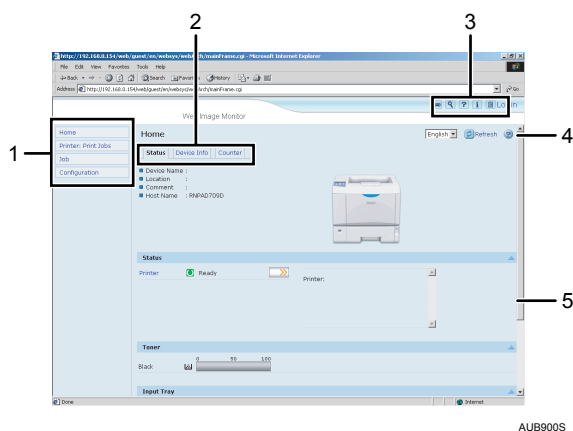 2
3
http://192.168.0.154/web/guest/en/websys/webArch/mainFrame.cgi - Microsoft Internet Explorer
File Edit View Favorites Tools Help
Back Search Favorites History
Address http://192.168.0.154/web/guest/en/websys/webArch/mainFrame.cgi Go
Login
Web Image Monitor
1
Home
Printer: Print Jobs
Job
Configuration
Home
English Refresh
4
Status Device Info Counter
Device Name :
Location :
Comment :
Host Name : RNPAD709D
Status
Printer Ready
Printer:
5
Toner
0 50 100
Black
Input Tray
Done Internet
AUB900S